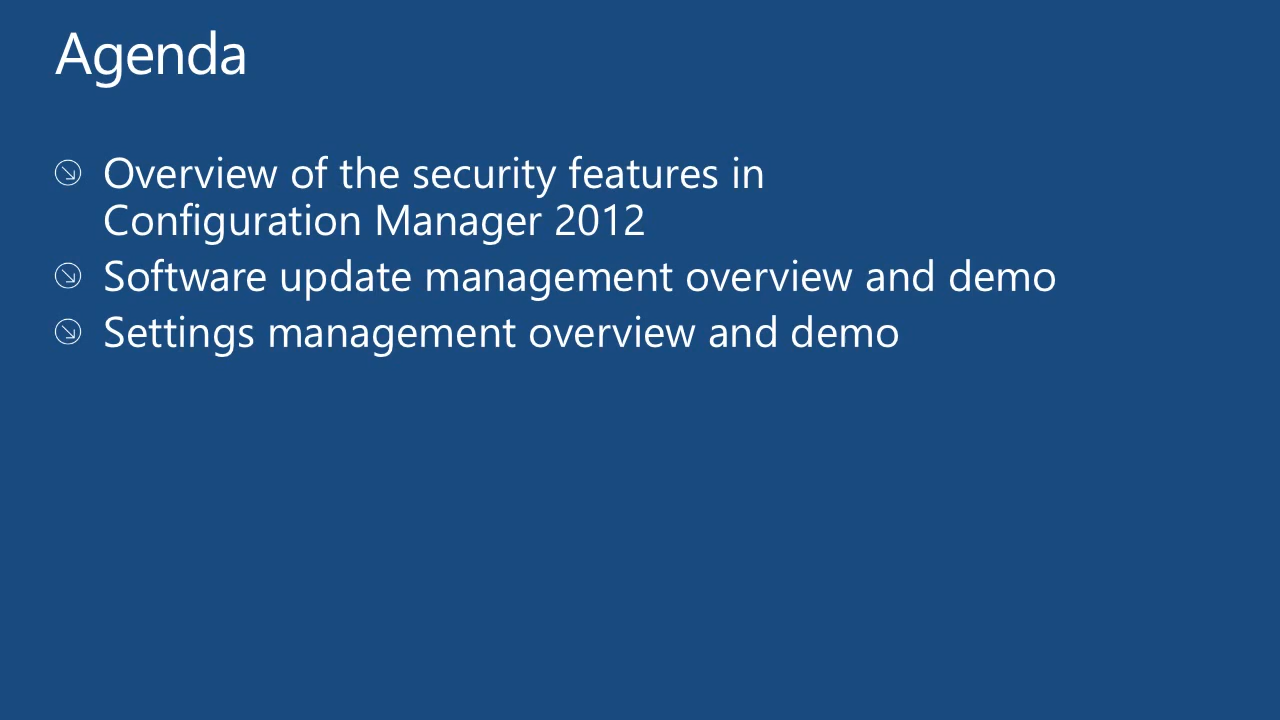 Agenda
Overview of the security features in
Configuration Manager 2012
Software update management overview and demo
Settings management overview and demo